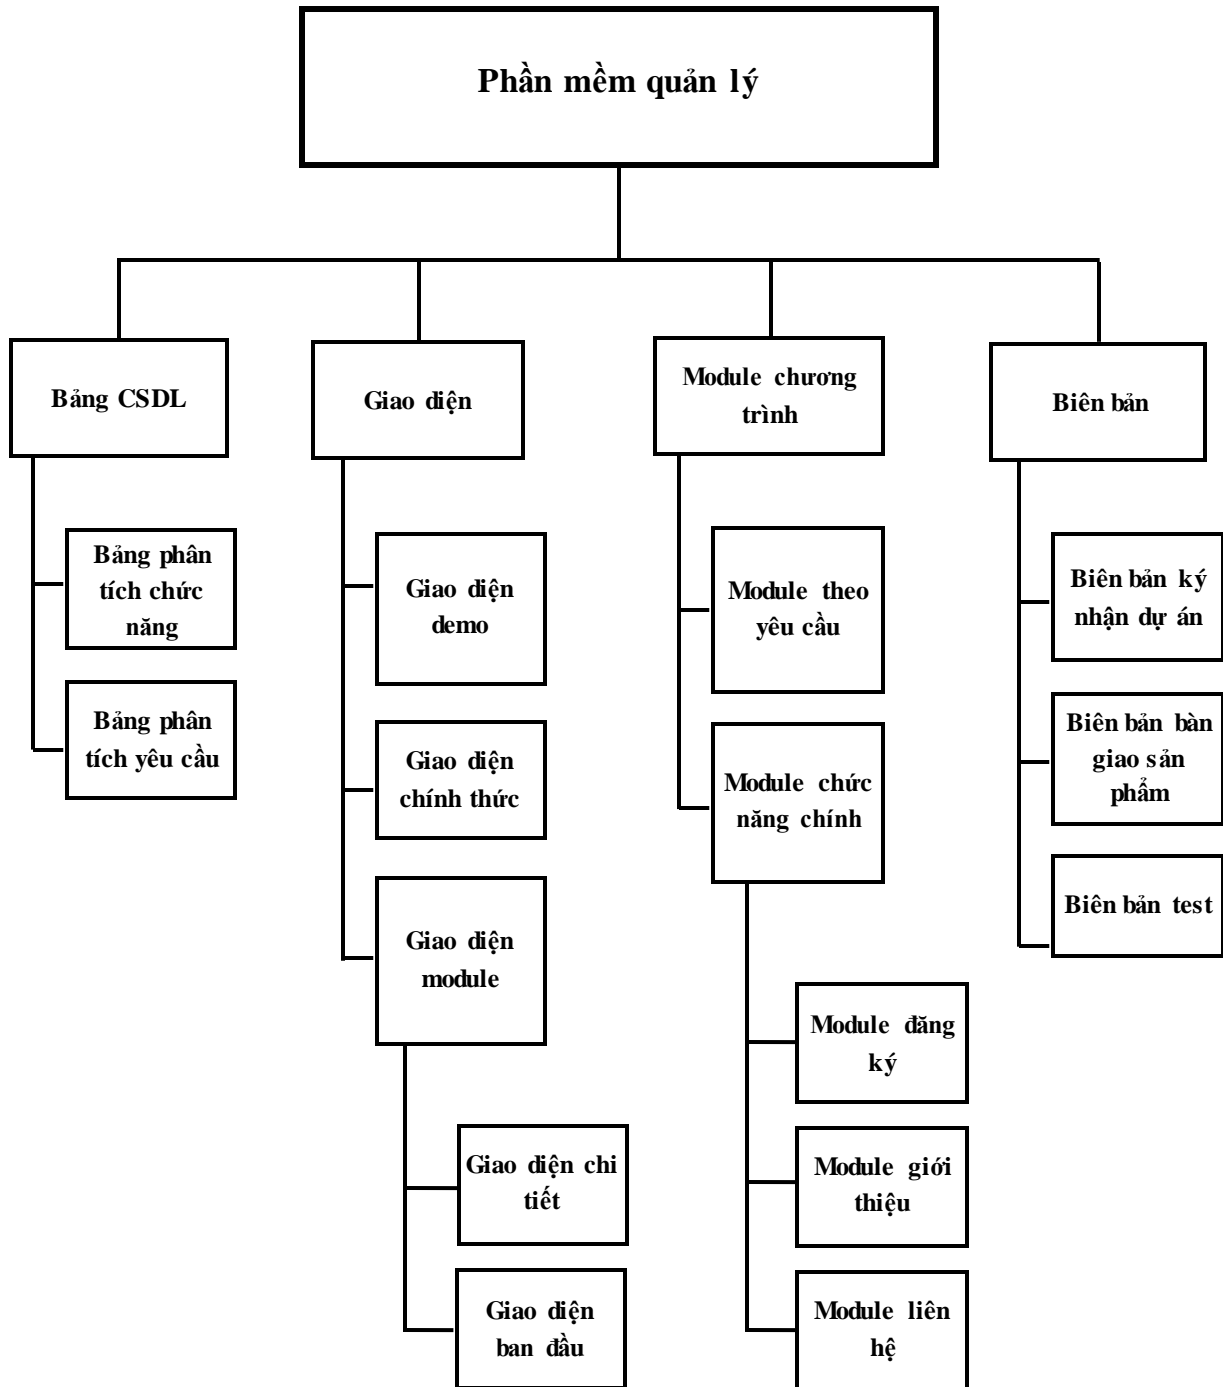 Phần mềm quản lý
Bảng CSDL
Giao diện
Module chương
trình
Biên bản
Bảng phân
tích chức
năng
Bảng phân
tích yêu cầu
Giao diện
demo
Giao diện
chính thức
Giao diện
module
Giao diện chi
tiết
Giao diện
ban đầu
Module theo
yêu cầu
Module chức
năng chính
Module đăng
ký
Module giới
thiệu
Module liên
hệ
Biên bản ký
nhận dự án
Biên bản bàn
giao sản
phẩm
Biên bản test